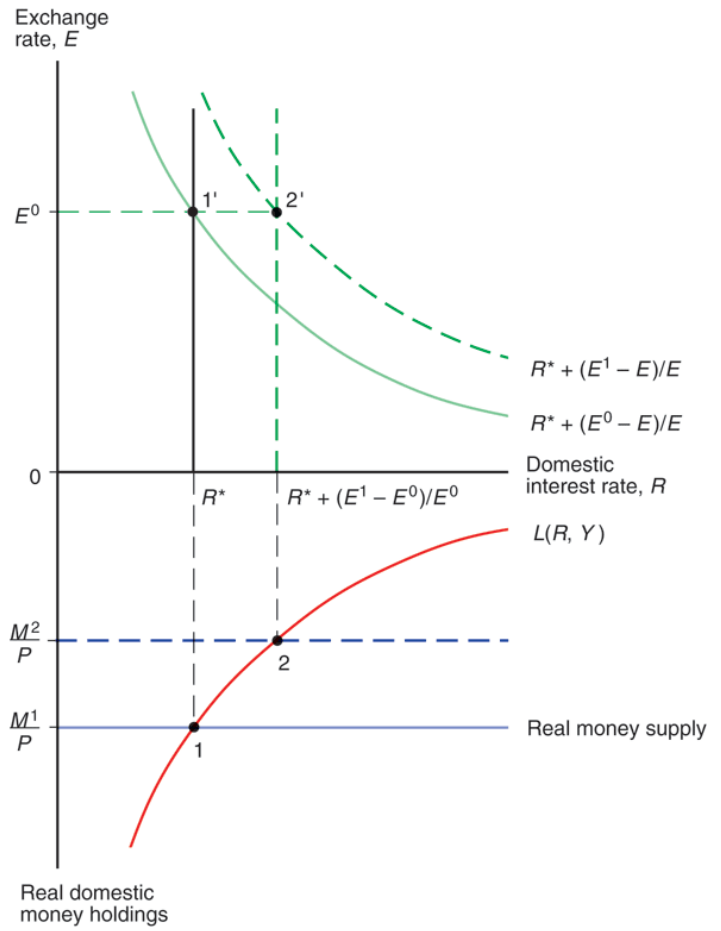 Exchange
rate, E
1'
2'
E⁰
R* + (E¹ – E)/E
R* + (E⁰ – E)/E
Domestic
interest rate, R
0
R*
R* + (E¹ – E⁰)/E⁰
L(R, Y)
M²
P
2
M¹
P
Real money supply
1
Real domestic
money holdings